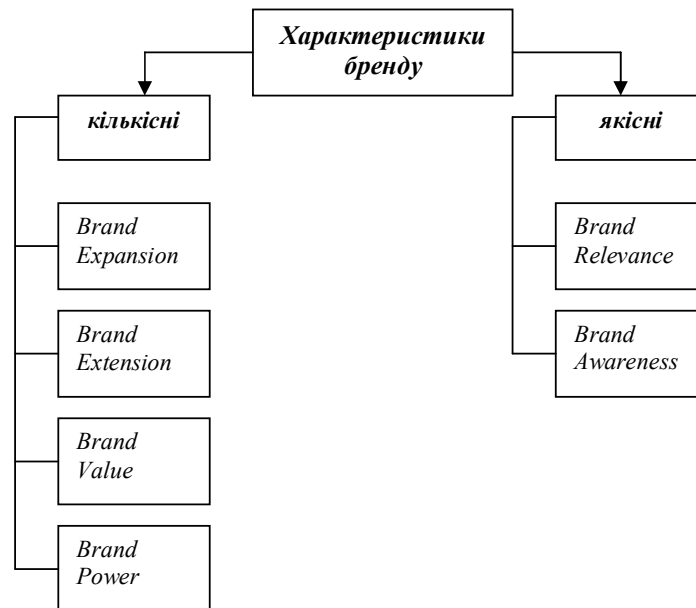 Характеристики
бренду
кількісні
якісні
Brand
Expansion
Brand
Extension
Brand
Value
Brand
Power
Brand
Relevance
Brand
Awareness